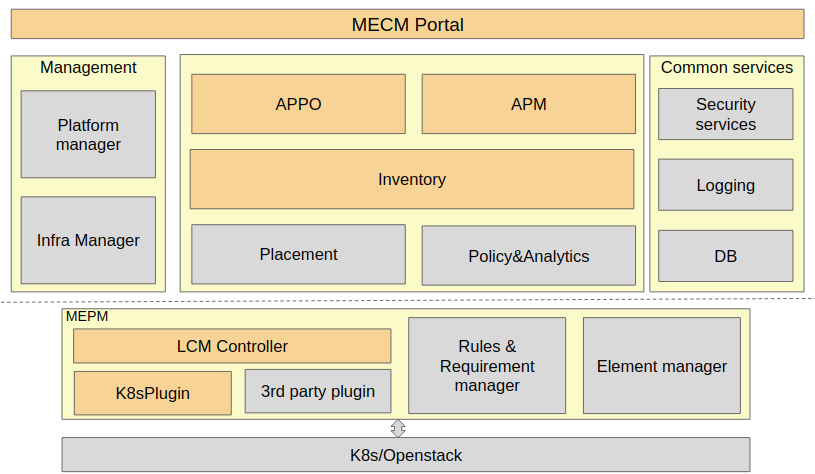 MECM Portal
Management
Platform
manager
Infra Manager
APPO
APM
Inventory
Placement
Policy&Analytics
Common services
Security
services
Logging
DB
MEPM
LCM Controller
K8sPlugin
3rd party plugin
Rules &
Requirement
manager
Element manager
K8s/Openstack